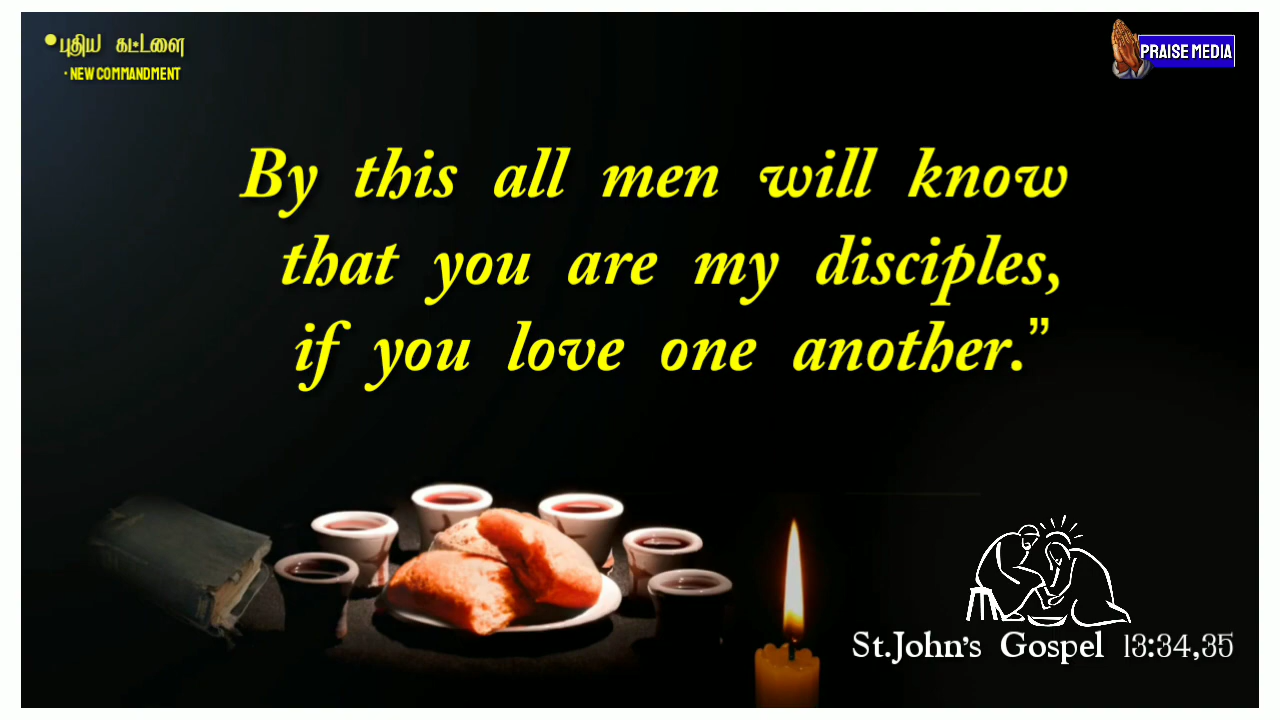 •புதிய கட்டளை
• NEW COMMANDMENT
PRAISE MEDIA
By this all men will know
that you are my disciples,
if you love one another.”
St.John's Gospel 13:34,35